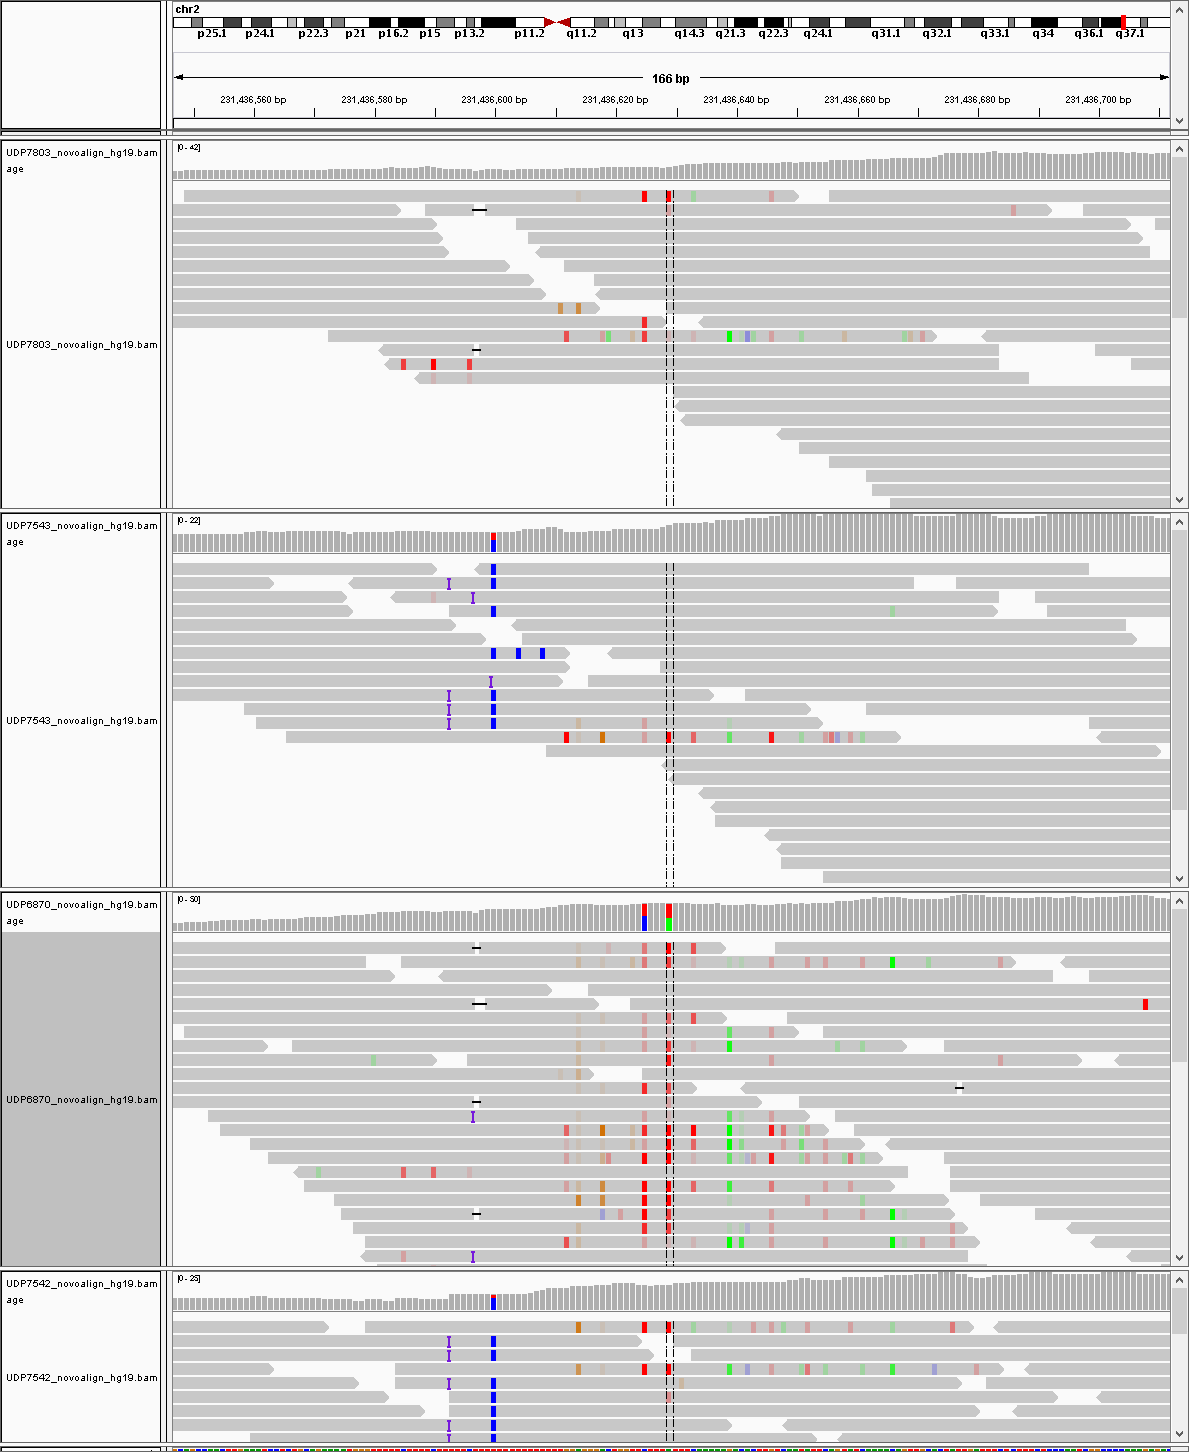 chr2
p25.1 p24.1 p22.3 p21 p16.2 p15 p13.2 p11.2 q11.2 q13 q14.3 q21.3 q22.3 q24.1 q31.1 q32.1 q33.1 q34 q36.1 q37.1
166 bp
231,436,560 bp 231,436,580 bp 231,436,600 bp 231,436,620 bp 231,436,640 bp 231,436,660 bp 231,436,680 bp 231,436,700 bp
UDP7803_novoalign_hg19.bam
age
[0 - 42]
UDP7803_novoalign_hg19.bam
UDP7543_novoalign_hg19.bam
age
[0 - 22]
UDP7543_novoalign_hg19.bam
UDP6870_novoalign_hg19.bam
age
[0 - 50]
UDP6870_novoalign_hg19.bam
UDP7542_novoalign_hg19.bam
age
[0 - 25]
UDP7542_novoalign_hg19.bam